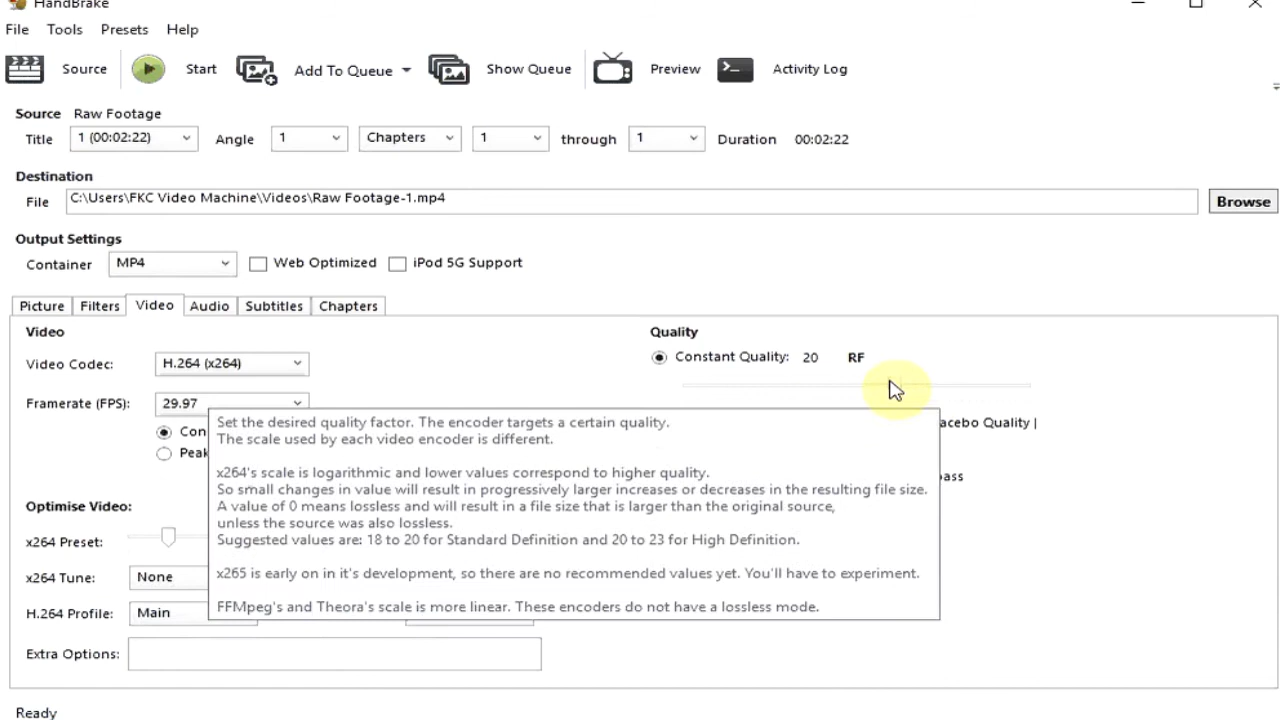 HandBrake
File Tools Presets Help
Source Start Add To Queue Show Queue Preview Activity Log
Source Raw Footage
Title 1 (00:02:22) Angle 1 Chapters 1 through 1 Duration 00:02:22
Destination
File C:\Users\FKC Video Machine\Videos\Raw Footage-1.mp4 Browse
Output Settings
Container MP4 Web Optimized iPod 5G Support
Picture Filters Video Audio Subtitles Chapters
Video Quality
Video Codec: H.264 (x264) Constant Quality: 20 RF
Framerate (FPS): 29.97
Set the desired quality factor. The encoder targets a certain quality.
acebo Quality |
Con
The scale used by each video encoder is different.
Peak
x264's scale is logarithmic and lower values correspond to higher quality.
ass
So small changes in value will result in progressively larger increases or decreases in the resulting file size.
Optimise Video:
A value of 0 means lossless and will result in a file size that is larger than the original source,
unless the source was also lossless.
x264 Preset:
Suggested values are: 18 to 20 for Standard Definition and 20 to 23 for High Definition.
x264 Tune: None
x265 is early on in it's development, so there are no recommended values yet. You'll have to experiment.
H.264 Profile: Main
FFMpeg's and Theora's scale is more linear. These encoders do not have a lossless mode.
Extra Options:
Ready